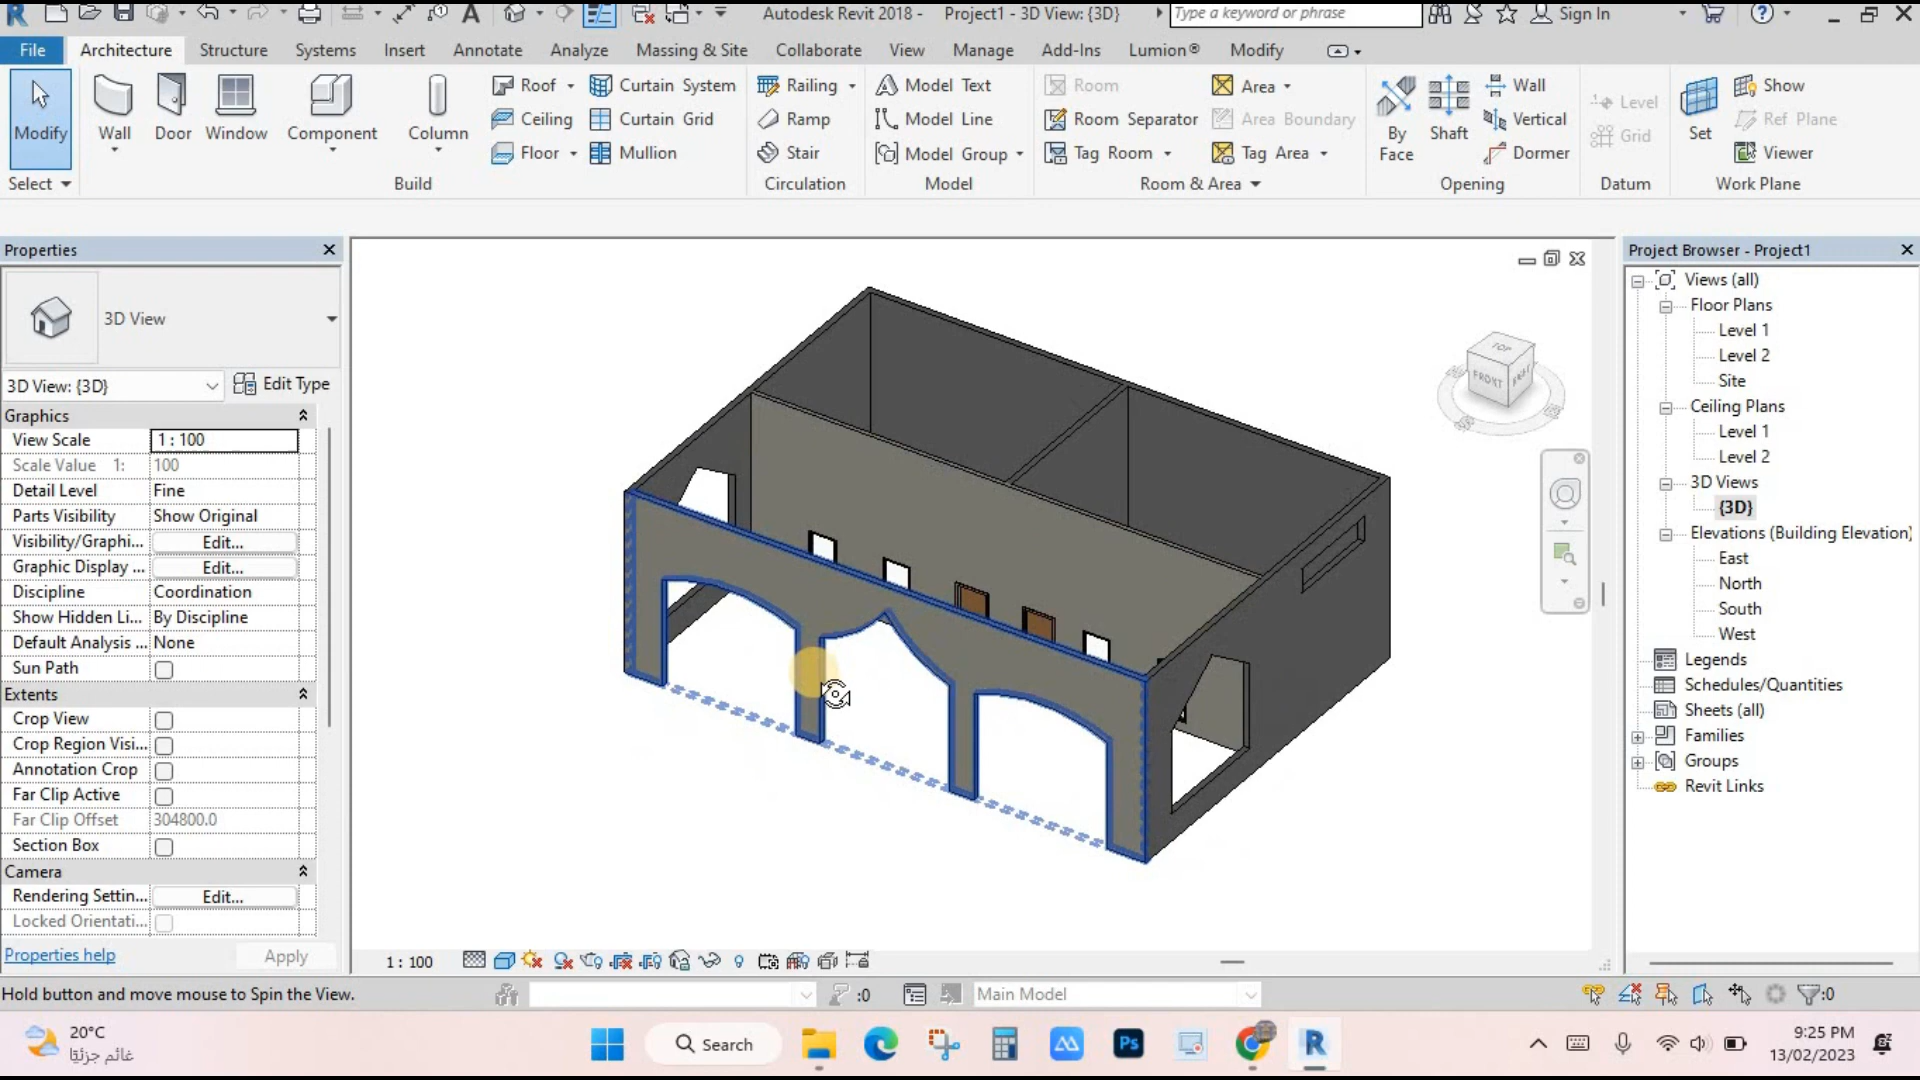 Autodesk Revit 2018 - Project1 - 3D View: {3D}
Type a keyword or phrase
Sign In
File Architecture Structure Systems Insert Annotate Analyze Massing & Site Collaborate View Manage Add-Ins Lumion® Modify
Modify
Select
Wall
Door
Window
Component
Column
Roof
Ceiling
Floor
Curtain System
Curtain Grid
Mullion
Build
Railing
Ramp
Stair
Circulation
Model Text
Model Line
Model Group
Model
Room
Room Separator
Tag Room
Area
Area Boundary
Tag Area
Room & Area
By Face
Shaft
Wall
Vertical
Dormer
Opening
Level
Grid
Datum
Set
Show
Ref Plane
Viewer
Work Plane
Properties
3D View
3D View: {3D}
Edit Type
Graphics
View Scale 1 : 100
Scale Value 1: 100
Detail Level Fine
Parts Visibility Show Original
Visibility/Graphi... Edit...
Graphic Display ... Edit...
Discipline Coordination
Show Hidden Li... By Discipline
Default Analysis ... None
Sun Path
Extents
Crop View
Crop Region Visi...
Annotation Crop
Far Clip Active
Far Clip Offset 304800.0
Section Box
Camera
Rendering Settin... Edit...
Locked Orientati...
Properties help
Apply
TOP
FRONT
1 : 100
Project Browser - Project1
Views (all)
Floor Plans
Level 1
Level 2
Site
Ceiling Plans
Level 1
Level 2
3D Views
{3D}
Elevations (Building Elevation)
East
North
South
West
Legends
Schedules/Quantities
Sheets (all)
Families
Groups
Revit Links
Hold button and move mouse to Spin the View.
:0
Main Model
:0
20°C
غائم جزئيًا
Search
Ps
R
9:25 PM
13/02/2023